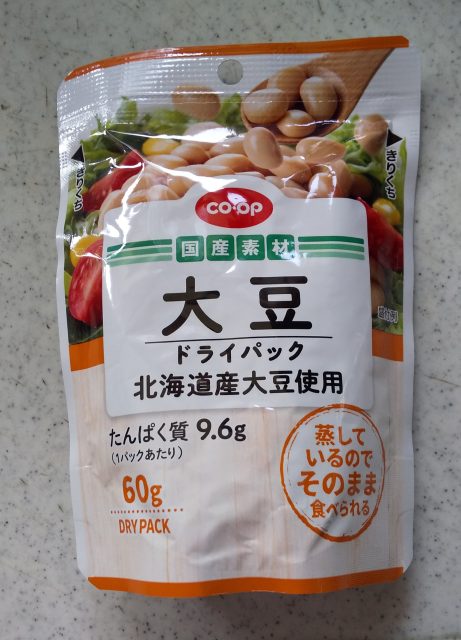 きりくち
きりくち
co·op
国産素材
大豆
ドライパック
北海道産大豆使用
盛付例
たんぱく質 9.6g
(1パックあたり)
蒸して
いるので
そのまま
食べられる
60g
DRY PACK